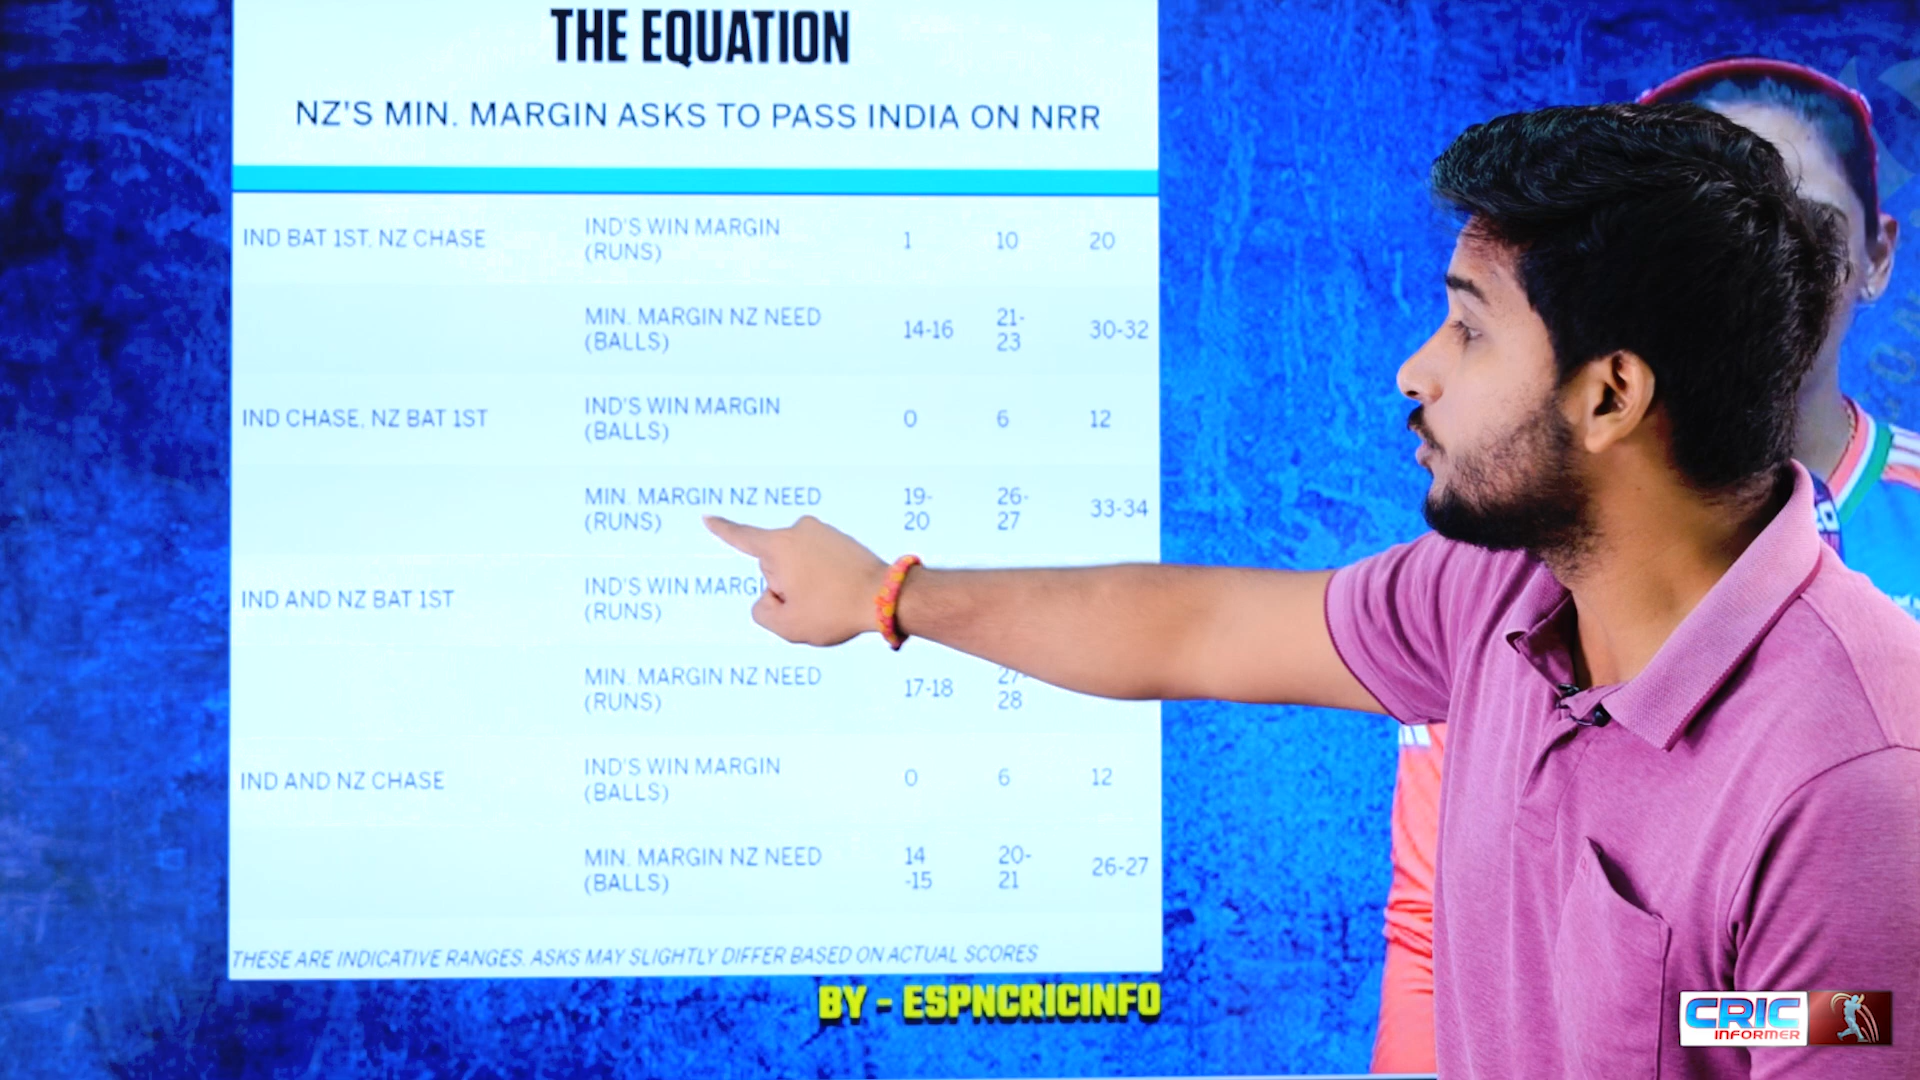 THE EQUATION
NZ'S MIN. MARGIN ASKS TO PASS INDIA ON NRR
IND BAT 1ST, NZ CHASE
IND'S WIN MARGIN
(RUNS)
1
10
20
MIN. MARGIN NZ NEED
(BALLS)
14-16
21-
23
30-32
IND CHASE, NZ BAT 1ST
IND'S WIN MARGIN
(BALLS)
0
6
12
MIN. MARGIN NZ NEED
(RUNS)
19-
20
26-
27
33-34
IND AND NZ BAT 1ST
IND'S WIN
(RUNS)
MIN. MARGIN NZ NEED
(RUNS)
17-18
27-
28
IND AND NZ CHASE
IND'S WIN MARGIN
(BALLS)
0
6
12
MIN. MARGIN NZ NEED
(BALLS)
14
-15
20-
21
26-27
THESE ARE INDICATIVE RANGES. ASKS MAY SLIGHTLY DIFFER BASED ON ACTUAL SCORES
BY - ESPNCRICINFO
CRIC
INFORMER